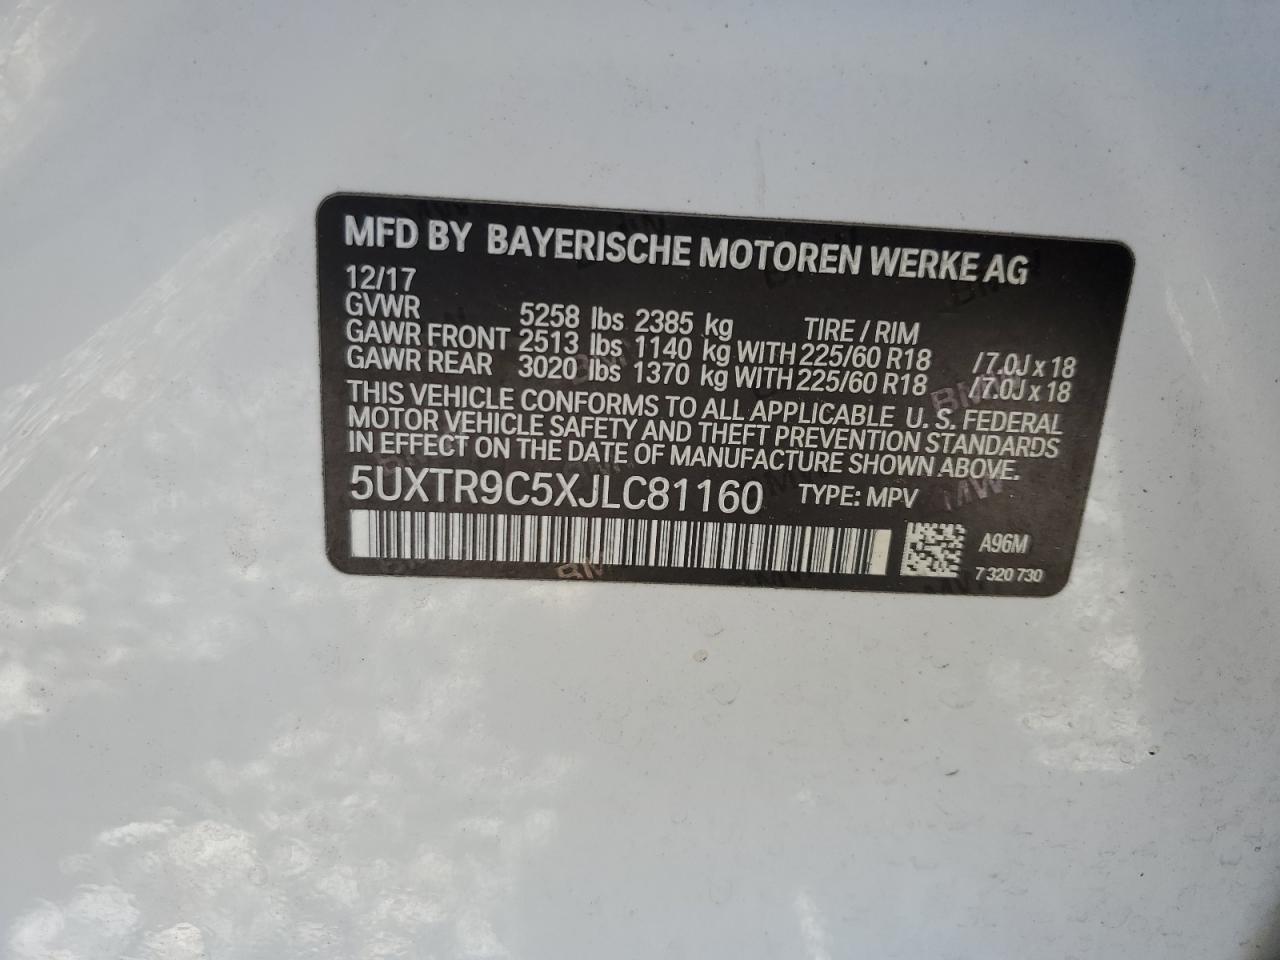 MFD BY BAYERISCHE MOTOREN WERKE AG
12/17
GVWR 5258 lbs 2385 kg TIRE / RIM
GAWR FRONT 2513 lbs 1140 kg WITH 225/60 R18 /7.0J x 18
GAWR REAR 3020 lbs 1370 kg WITH 225/60 R18 /7.0J x 18
THIS VEHICLE CONFORMS TO ALL APPLICABLE U. S. FEDERAL
MOTOR VEHICLE SAFETY AND THEFT PREVENTION STANDARDS
IN EFFECT ON THE DATE OF MANUFACTURE SHOWN ABOVE.
5UXTR9C5XJLC81160 TYPE: MPV
A96M
7 320 730